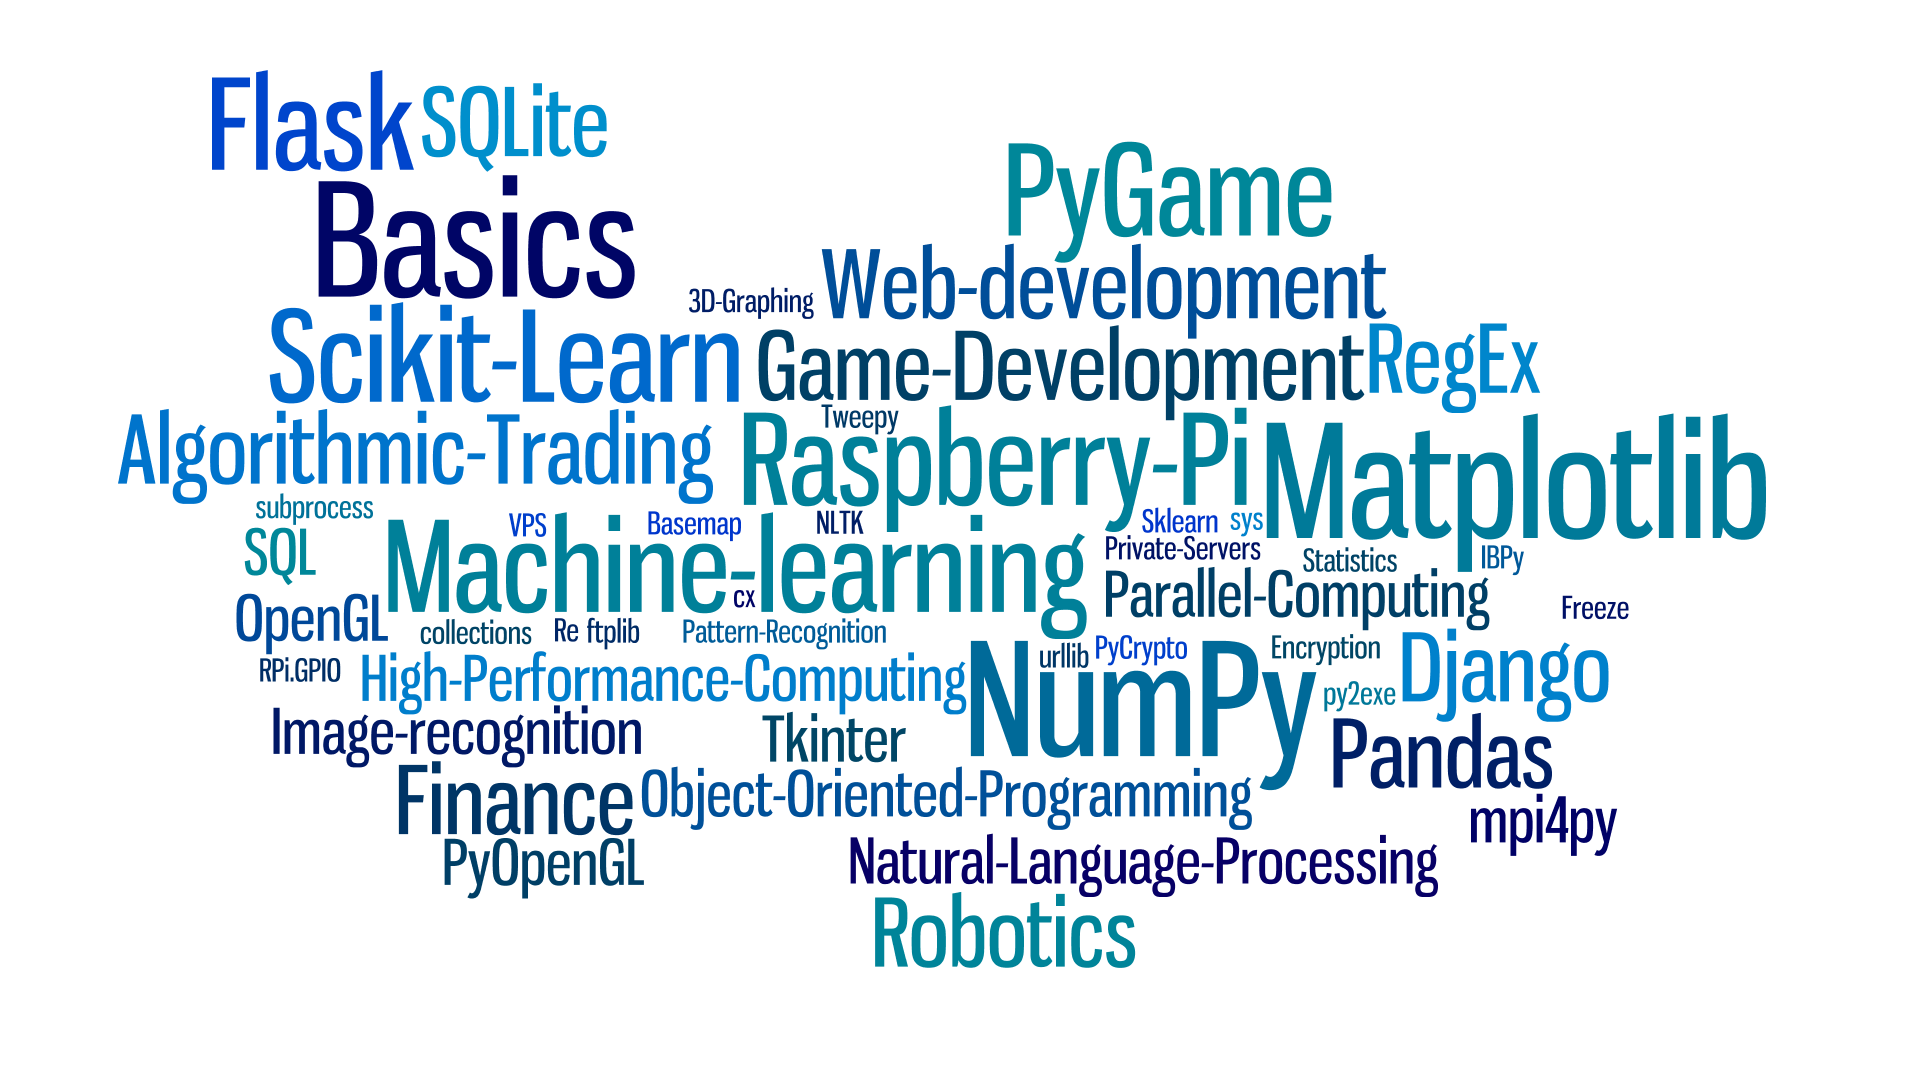 Flask SQLite
Basics
PyGame
3D-Graphing Web-development
Scikit-Learn Game-Development RegEx
Tweepy
Algorithmic-Trading Raspberry-Pi Matplotlib
subprocess VPS Basemap NLTK Sklearn sys
SQL Machine-learning Private-Servers Statistics IBPy
cx Parallel-Computing Freeze
OpenGL collections Re ftplib Pattern-Recognition
RPi.GPIO High-Performance-Computing NumPy urllib PyCrypto Encryption Django
py2exe
Image-recognition Tkinter Pandas
Finance Object-Oriented-Programming mpi4py
PyOpenGL Natural-Language-Processing
Robotics